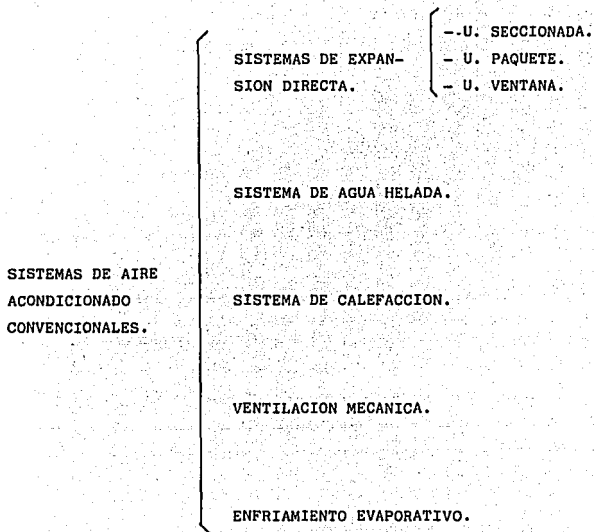 SISTEMAS DE AIRE
ACONDICIONADO
CONVENCIONALES.
SISTEMAS DE EXPAN-
SION DIRECTA.
--U. SECCIONADA.
- U. PAQUETE.
- U. VENTANA.
SISTEMA DE AGUA HELADA.
SISTEMA DE CALEFACCION.
VENTILACION MECANICA.
ENFRIAMIENTO EVAPORATIVO.